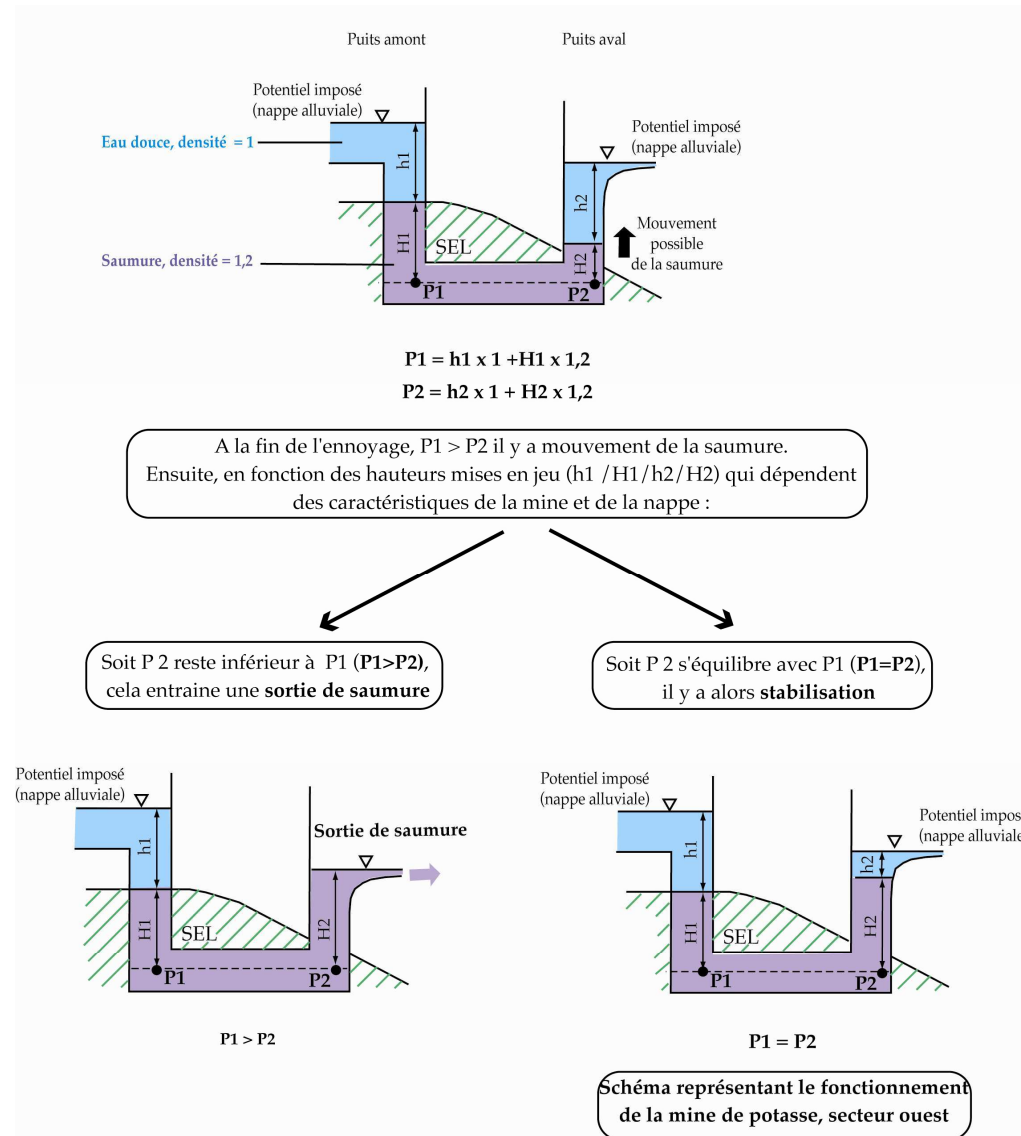 Puits amont
Puits aval
Potentiel imposé
(nappe alluviale)
Potentiel imposé
(nappe alluviale)
Eau douce, densité = 1
h1
h2
H1
SEL
H2
Mouvement
possible
de la saumure
Saumure, densité = 1,2
P1
P2
P1 = h1 x 1 +H1 x 1,2
P2 = h2 x 1 + H2 x 1,2
A la fin de l'ennoyage, P1 > P2 il y a mouvement de la saumure.
Ensuite, en fonction des hauteurs mises en jeu (h1 /H1/h2/H2) qui dépendent
des caractéristiques de la mine et de la nappe :
Soit P 2 reste inférieur à P1 (P1>P2),
cela entraine une sortie de saumure
Soit P 2 s'équilibre avec P1 (P1=P2),
il y a alors stabilisation
Potentiel imposé
(nappe alluviale)
Sortie de saumure
h1
H1
SEL
H2
P1
P2
P1 > P2
Potentiel imposé
(nappe alluviale)
Potentiel impos
(nappe alluviale
h1
h2
H1
SEL
H2
P1
P2
P1 = P2
Schéma représentant le fonctionnement
de la mine de potasse, secteur ouest